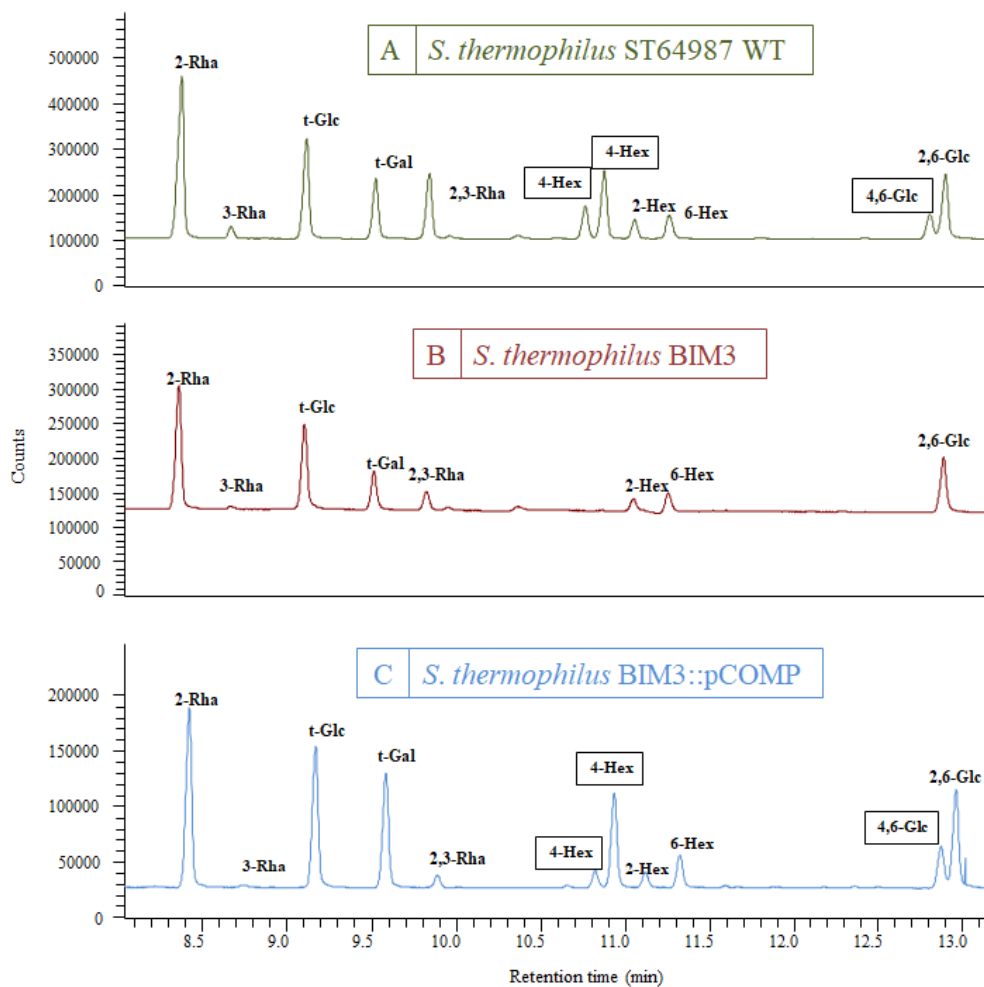 A S. thermophilus ST64987 WT
500000
400000
300000
200000
100000
0
2-Rha
3-Rha
t-Glc
t-Gal
2,3-Rha
4-Hex
4-Hex
2-Hex
6-Hex
4,6-Glc
2,6-Glc
B S. thermophilus BIM3
350000
300000
250000
200000
150000
100000
50000
0
2-Rha
3-Rha
t-Glc
t-Gal
2,3-Rha
2-Hex
6-Hex
2,6-Glc
Counts
C S. thermophilus BIM3::pCOMP
200000
150000
100000
50000
0
2-Rha
3-Rha
t-Glc
t-Gal
2,3-Rha
4-Hex
4-Hex
2-Hex
6-Hex
4,6-Glc
2,6-Glc
8.5 9.0 9.5 10.0 10.5 11.0 11.5 12.0 12.5 13.0
Retention time (min)